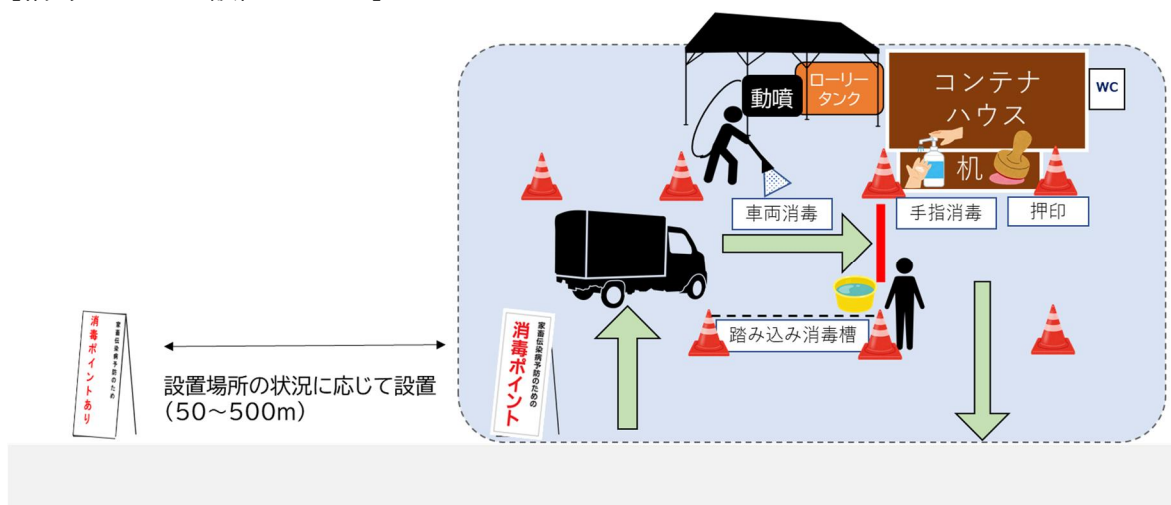 動噴
ローリー
タンク
コンテナ
ハウス
WC
机
車両消毒
手指消毒
押印
踏み込み消毒槽
家畜伝染病予防のための
消毒ポイント
家畜伝染病予防のため
消毒ポイントあり
設置場所の状況に応じて設置
(50~500m)